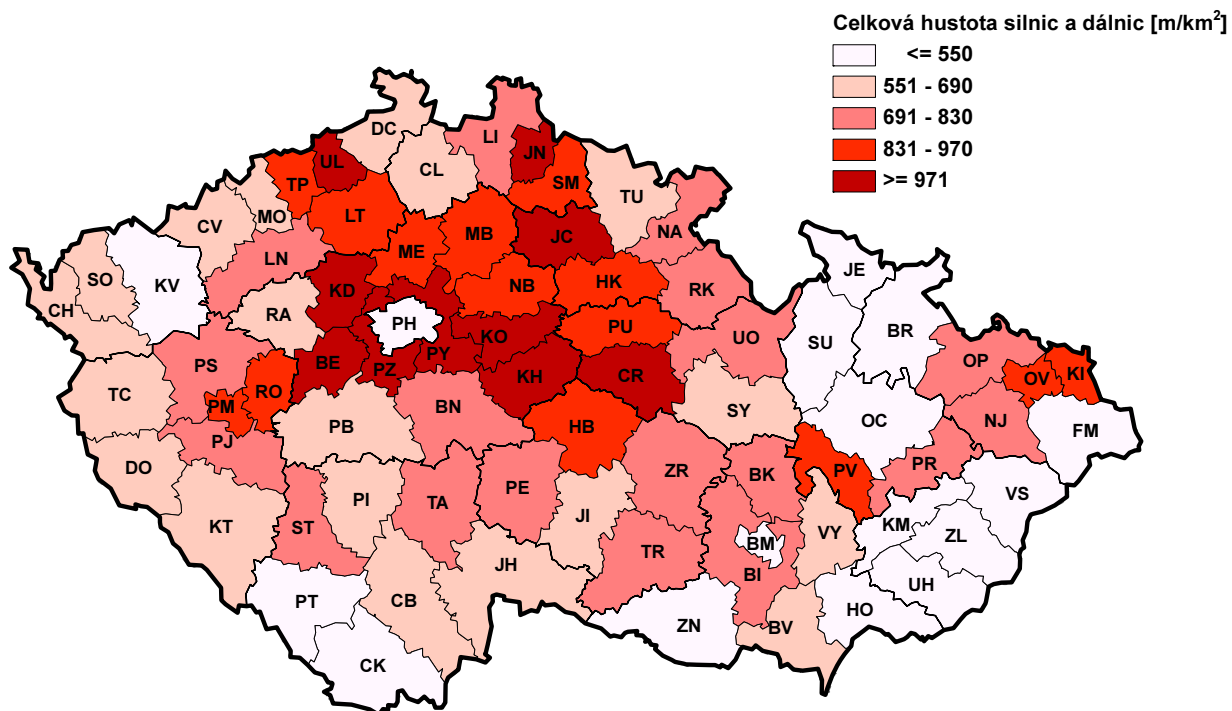 Celková hustota silnic a dálnic [m/km²]
<= 550
551 - 690
691 - 830
831 - 970
>= 971
DC
LI
UL
JN
CL
TP
SM
TU
MO
LT
CV
MB
JC
NA
ME
LN
SO
KV
JE
KD
NB
HK
RK
CH
RA
PH
BR
PU
KO
UO
SU
PY
BE
PZ
PS
OP
KH
CR
OV
KI
RO
TC
PM
BN
SY
OC
NJ
PB
HB
FM
PJ
DO
ZR
BK
PV
PR
PE
VS
PI
TA
JI
KT
ST
KM
VY
ZL
BM
TR
JH
BI
UH
PT
CB
HO
ZN
BV
CK